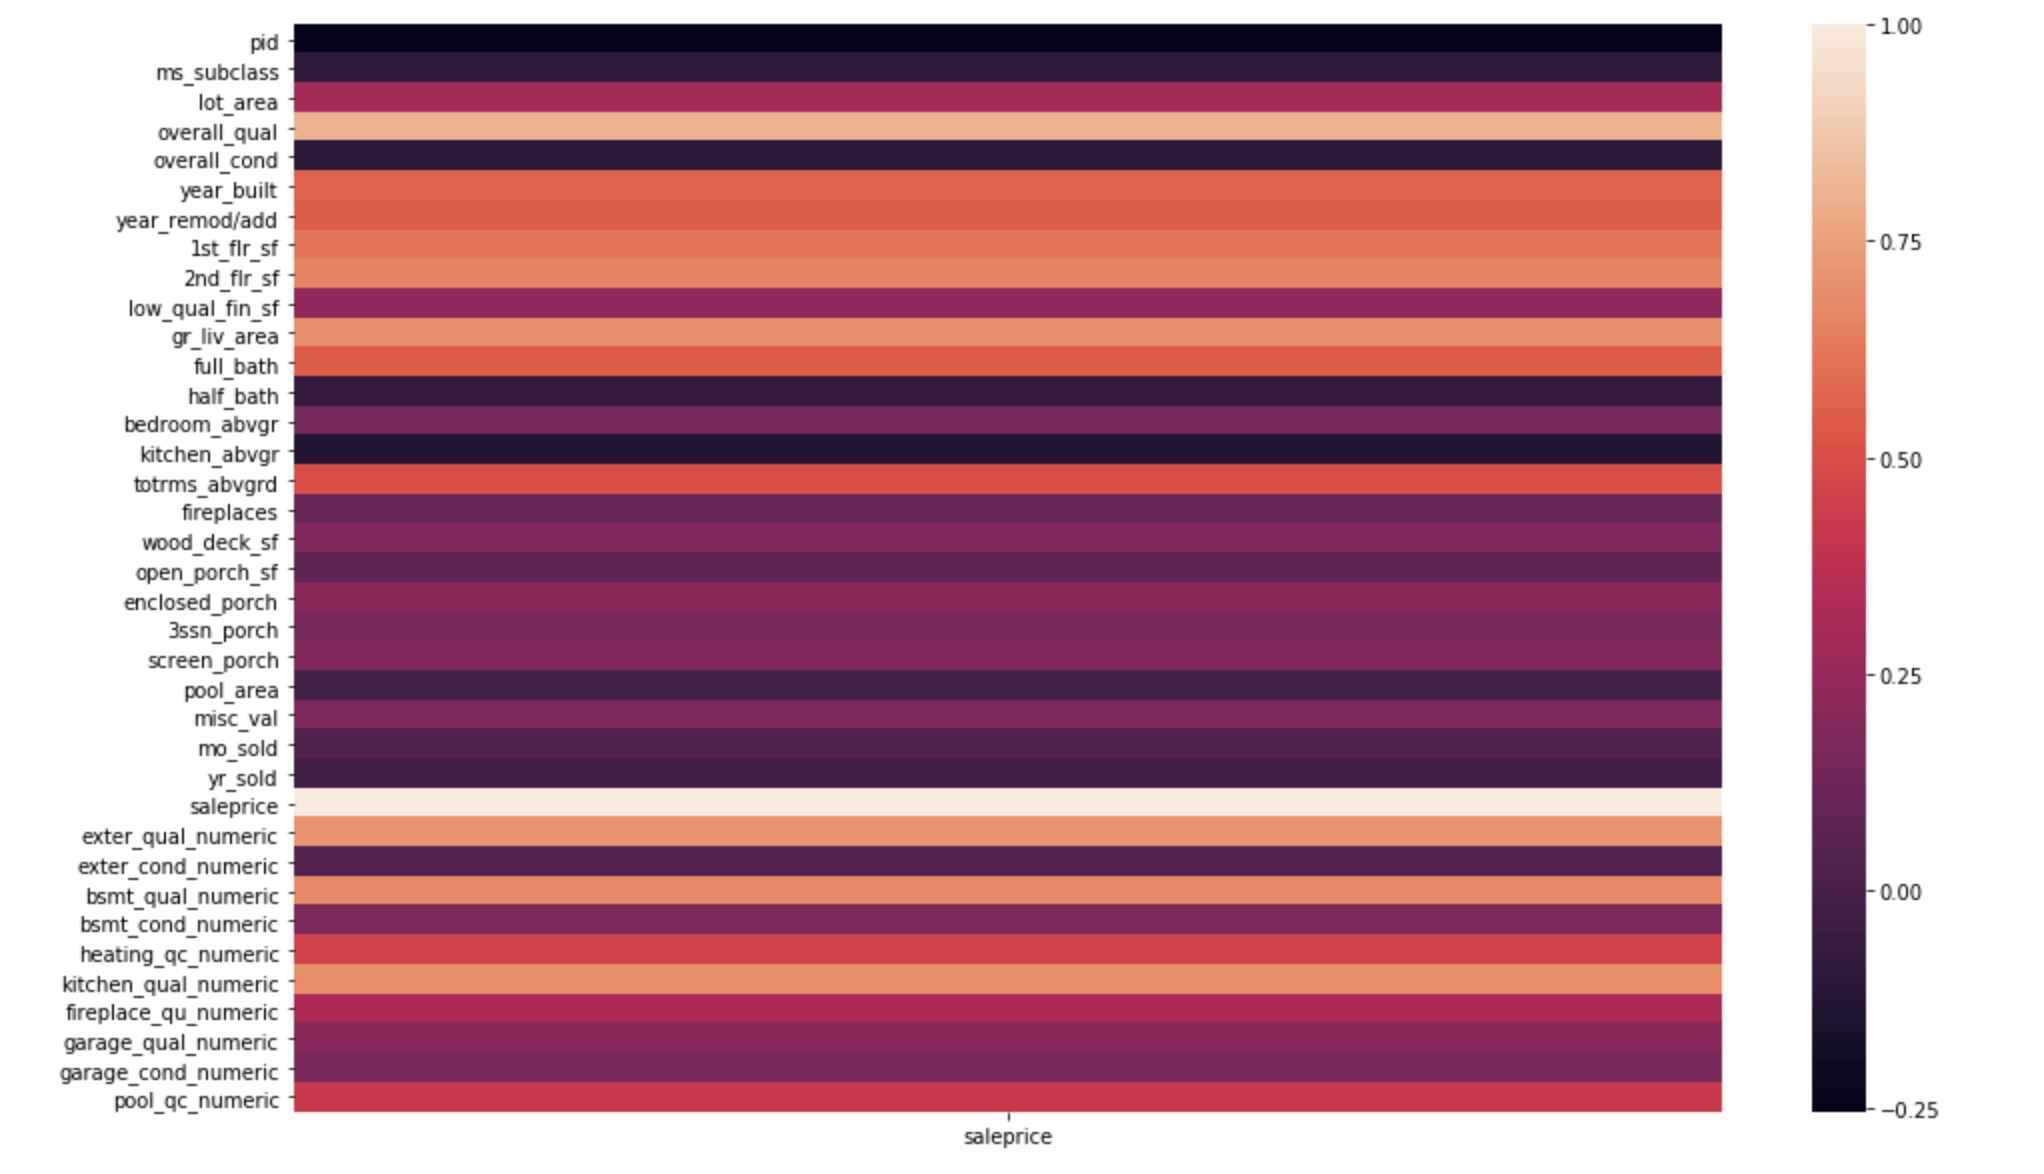 pid
ms_subclass
lot_area
overall_qual
overall_cond
year_built
year_remod/add
1st_flr_sf
2nd_flr_sf
low_qual_fin_sf
gr_liv_area
full_bath
half_bath
bedroom_abvgr
kitchen_abvgr
totrms_abvgrd
fireplaces
wood_deck_sf
open_porch_sf
enclosed_porch
3ssn_porch
screen_porch
pool_area
misc_val
mo_sold
yr_sold
saleprice
exter_qual_numeric
exter_cond_numeric
bsmt_qual_numeric
bsmt_cond_numeric
heating_qc_numeric
kitchen_qual_numeric
fireplace_qu_numeric
garage_qual_numeric
garage_cond_numeric
pool_qc_numeric
saleprice
1.00
0.75
0.50
0.25
0.00
−0.25